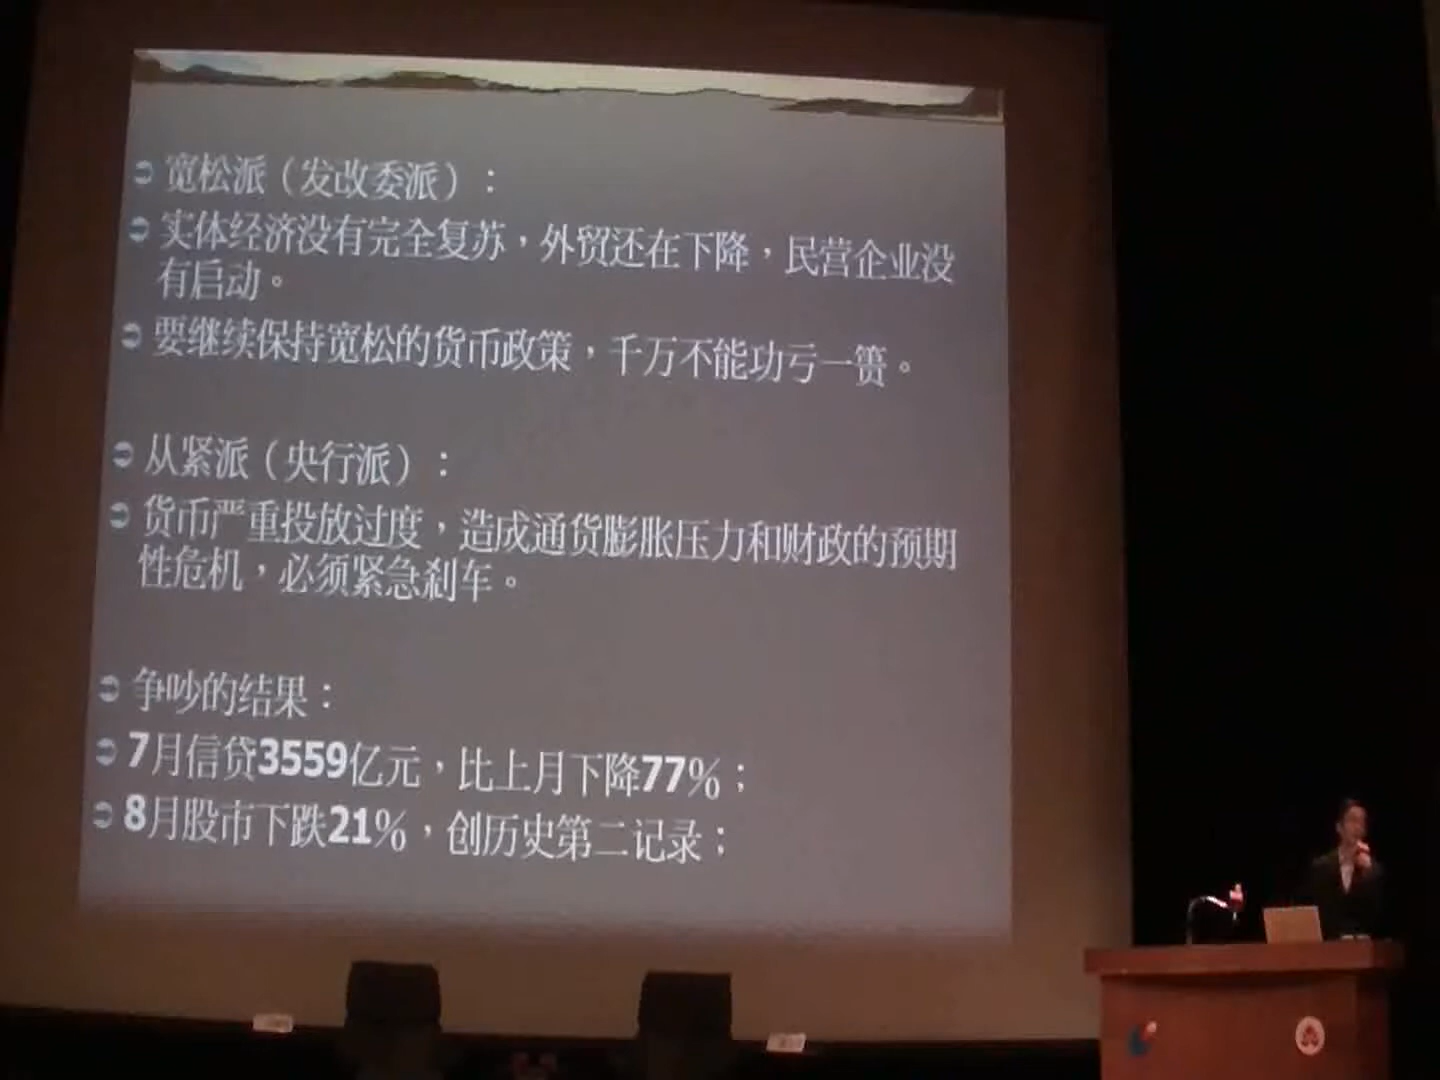 宽松派（发改委派）：
实体经济没有完全复苏，外贸还在下降，民营企业没
有启动。
要继续保持宽松的货币政策，千万不能功亏一篑。
从紧派（央行派）：
货币严重投放过度，造成通货膨胀压力和财政的预期
性危机，必须紧急刹车。
争吵的结果：
7月信贷3559亿元，比上月下降77%；
8月股市下跌21%，创历史第二记录；